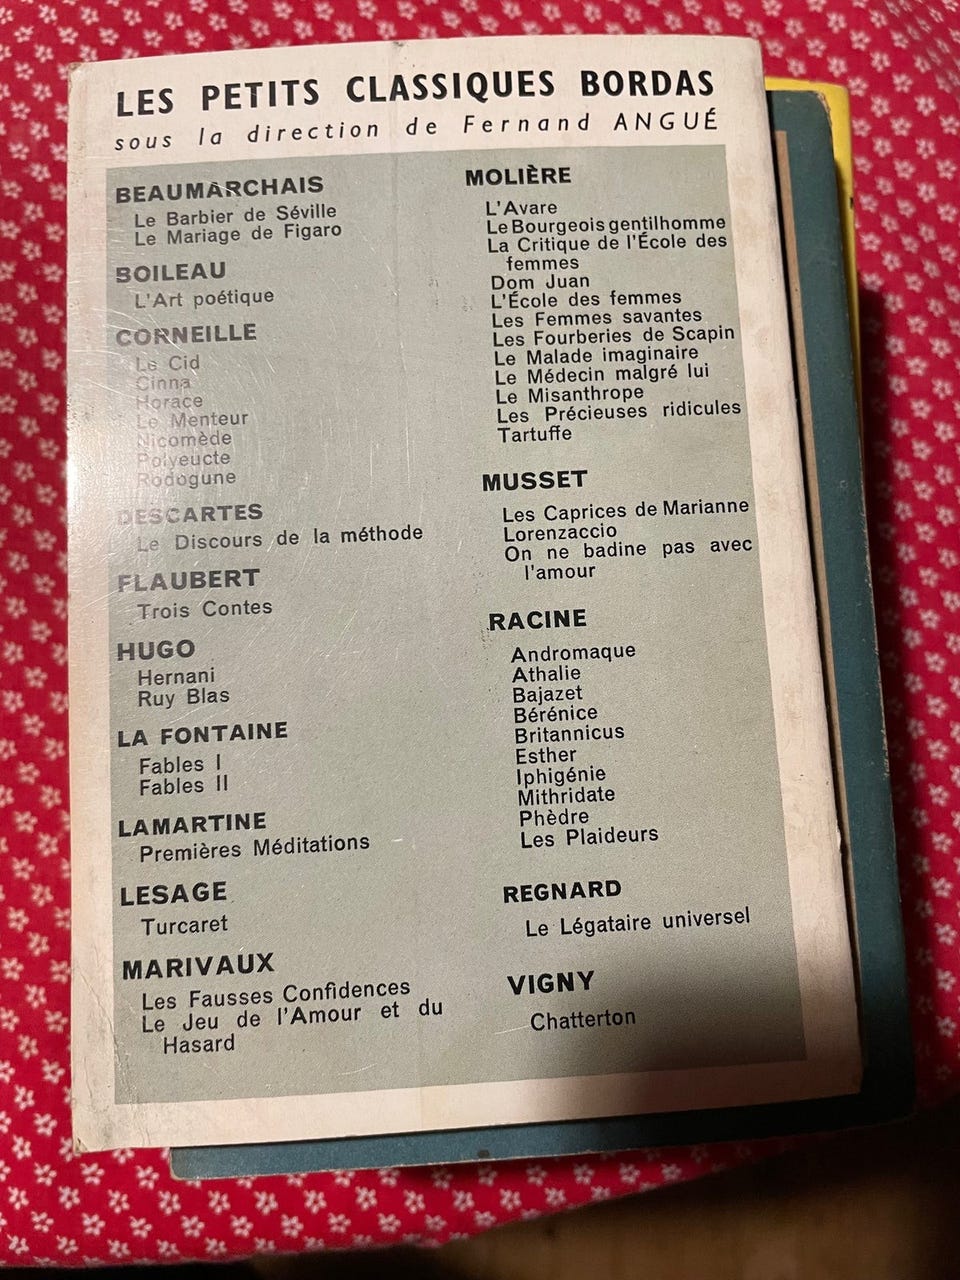 LES PETITS CLASSIQUES BORDAS
sous la direction de Fernand ANGUÉ
BEAUMARCHAIS
Le Barbier de Séville
Le Mariage de Figaro
BOILEAU
L'Art poétique
CORNEILLE
Le Cid
Cinna
Horace
Le Menteur
Nicomède
Polyeucte
Rodogune
DESCARTES
Le Discours de la méthode
FLAUBERT
Trois Contes
HUGO
Hernani
Ruy Blas
LA FONTAINE
Fables I
Fables II
LAMARTINE
Premières Méditations
LESAGE
Turcaret
MARIVAUX
Les Fausses Confidences
Le Jeu de l'Amour et du
Hasard
MOLIÈRE
L'Avare
Le Bourgeois gentilhomme
La Critique de l'École des
femmes
Dom Juan
L'École des femmes
Les Femmes savantes
Les Fourberies de Scapin
Le Malade imaginaire
Le Médecin malgré lui
Le Misanthrope
Les Précieuses ridicules
Tartuffe
MUSSET
Les Caprices de Marianne
Lorenzaccio
On ne badine pas avec
l'amour
RACINE
Andromaque
Athalie
Bajazet
Bérénice
Britannicus
Esther
Iphigénie
Mithridate
Phèdre
Les Plaideurs
REGNARD
Le Légataire universel
VIGNY
Chatterton